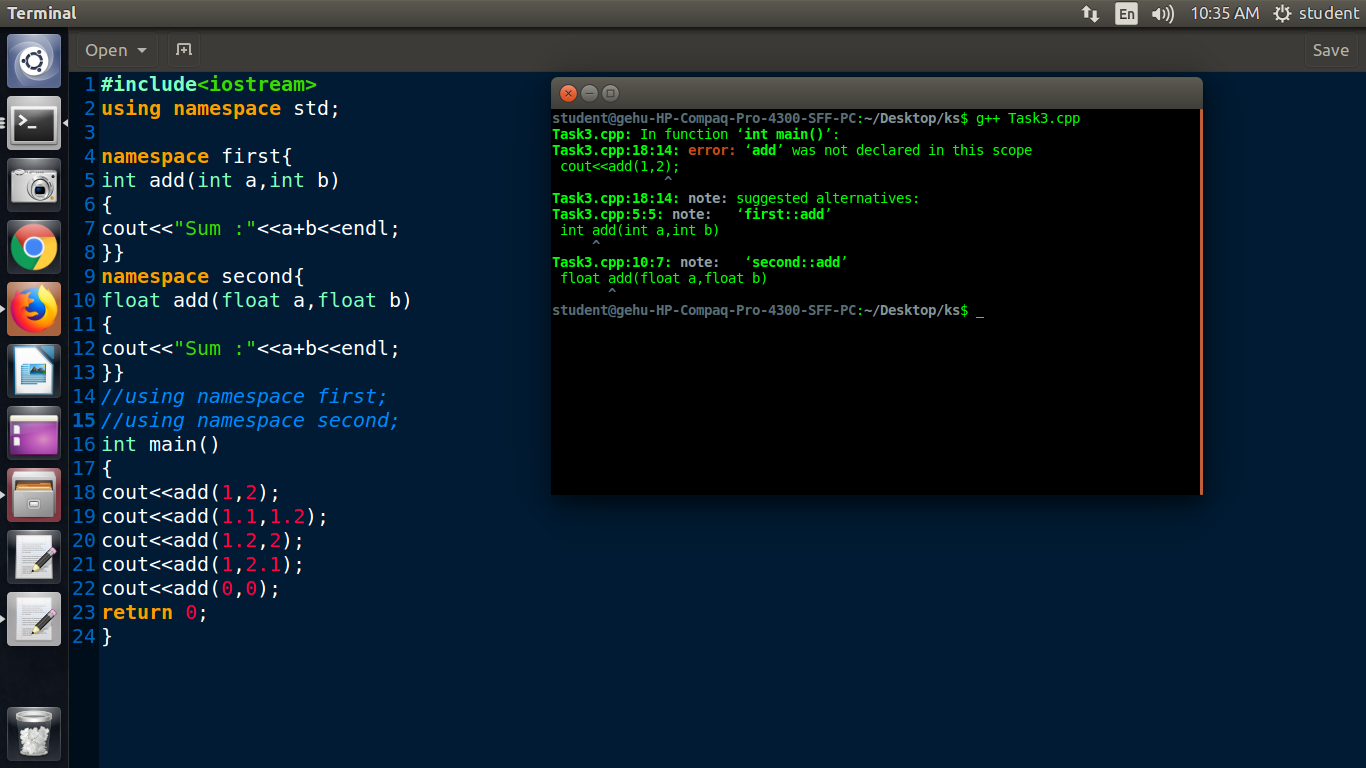 Terminal
En
10:35 AM
student
Open
Save
1 #include<iostream>
2 using namespace std;
3
4 namespace first{
5 int add(int a,int b)
6 {
7 cout<<"Sum :"<<a+b<<endl;
8 }}
9 namespace second{
10 float add(float a,float b)
11 {
12 cout<<"Sum :"<<a+b<<endl;
13 }}
14 //using namespace first;
15 //using namespace second;
16 int main()
17 {
18 cout<<add(1,2);
19 cout<<add(1.1,1.2);
20 cout<<add(1.2,2);
21 cout<<add(1,2.1);
22 cout<<add(0,0);
23 return 0;
24 }
student@gehu-HP-Compaq-Pro-4300-SFF-PC:~/Desktop/ks$ g++ Task3.cpp
Task3.cpp: In function ‘int main()’:
Task3.cpp:18:14: error: ‘add’ was not declared in this scope
cout<<add(1,2);
^
Task3.cpp:18:14: note: suggested alternatives:
Task3.cpp:5:5: note:   ‘first::add’
int add(int a,int b)
^
Task3.cpp:10:7: note:   ‘second::add’
float add(float a,float b)
^
student@gehu-HP-Compaq-Pro-4300-SFF-PC:~/Desktop/ks$ _